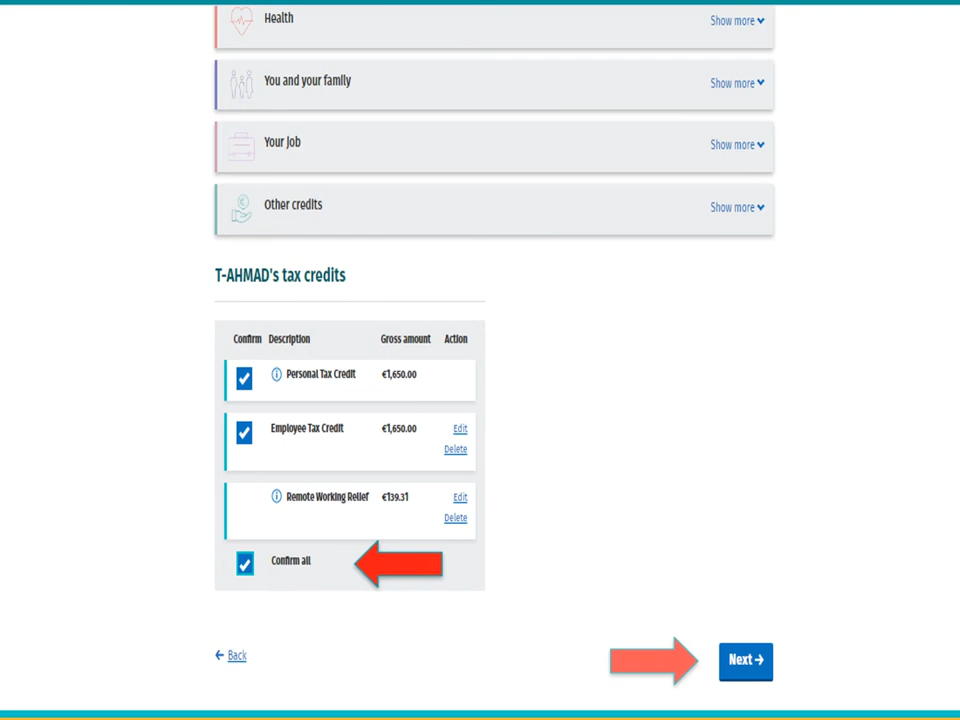 Health
Show more
You and your family
Show more
Your Job
Show more
Other credits
Show more
T-AHMAD's tax credits
Confirm Description Gross amount Action
Personal Tax Credit €1,650.00
Employee Tax Credit €1,650.00 Edit
Delete
Remote Working Relief €139.31 Edit
Delete
Confirm all
Back
Next